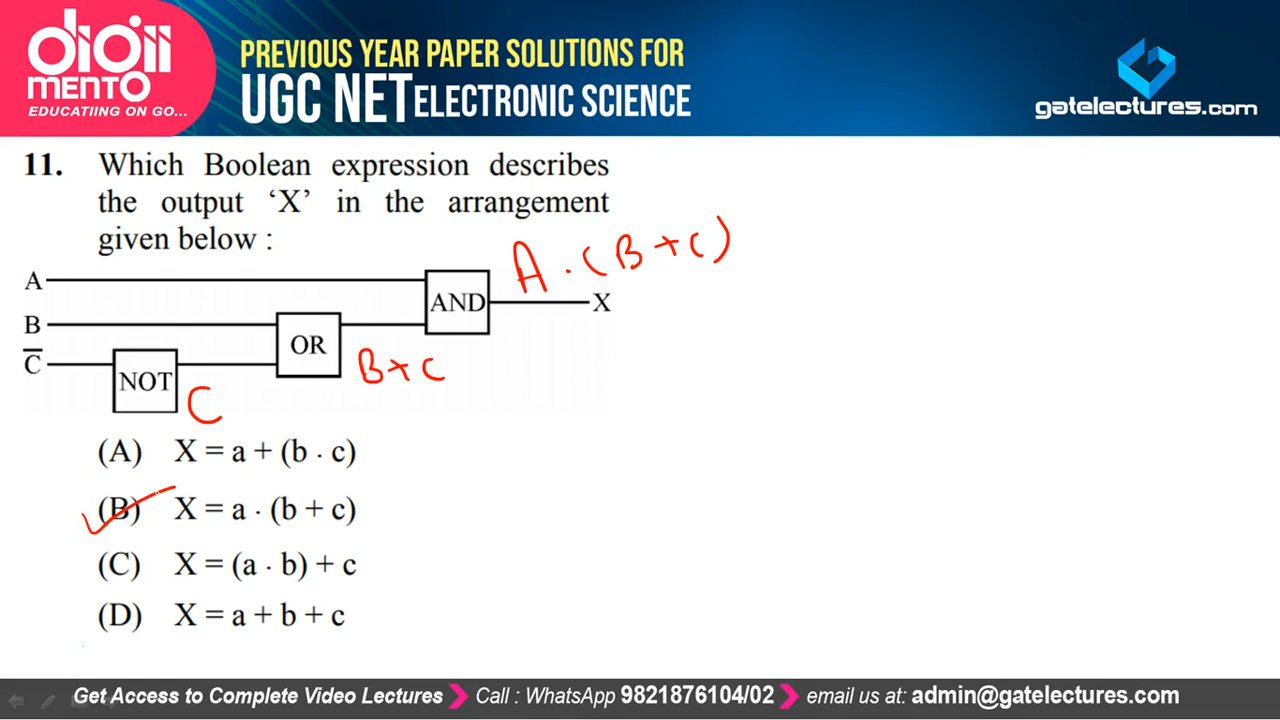 diGii
MENTO
EDUCATIING ON GO...
PREVIOUS YEAR PAPER SOLUTIONS FOR
UGC NET ELECTRONIC SCIENCE
gatelectures.com
11. Which Boolean expression describes
the output ‘X’ in the arrangement
given below :
A . (B+C)
A
AND
X
B
OR
B+C
C̅
NOT
C
(A) X = a + (b . c)
(B) X = a . (b + c)
(C) X = (a . b) + c
(D) X = a + b + c
Get Access to Complete Video Lectures Call : WhatsApp 9821876104/02 email us at: admin@gatelectures.com